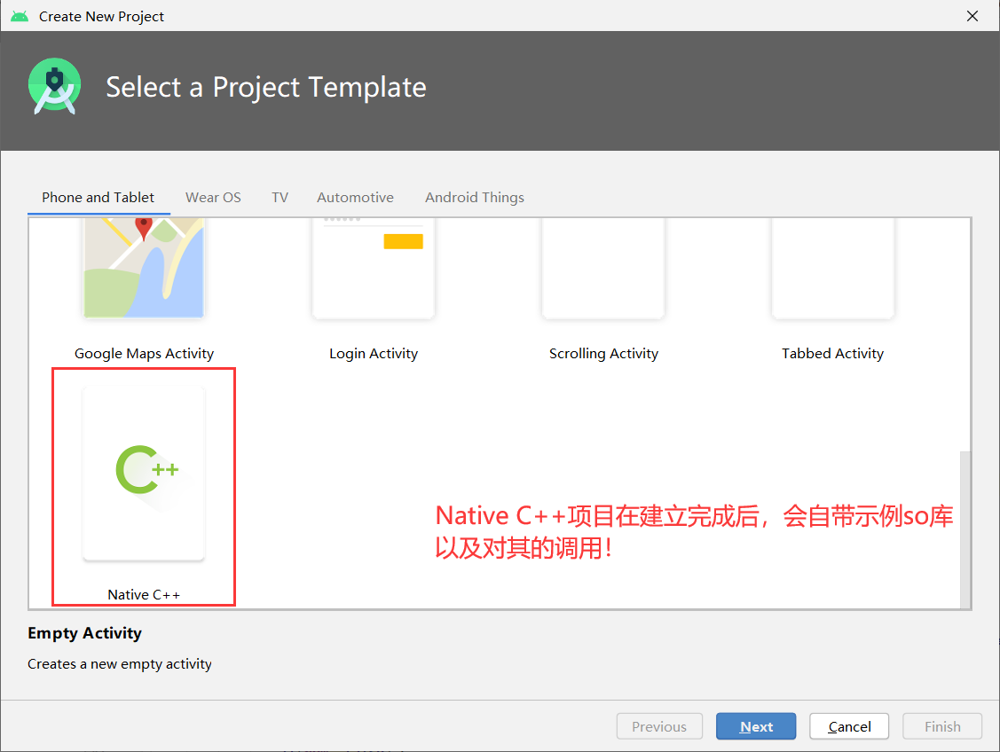 Create New Project
Select a Project Template
Phone and Tablet Wear OS TV Automotive Android Things
Google Maps Activity Login Activity Scrolling Activity Tabbed Activity
C++
Native C++项目在建立完成后，会自带示例so库
以及对其的调用！
Native C++
Empty Activity
Creates a new empty activity
Previous Next Cancel Finish